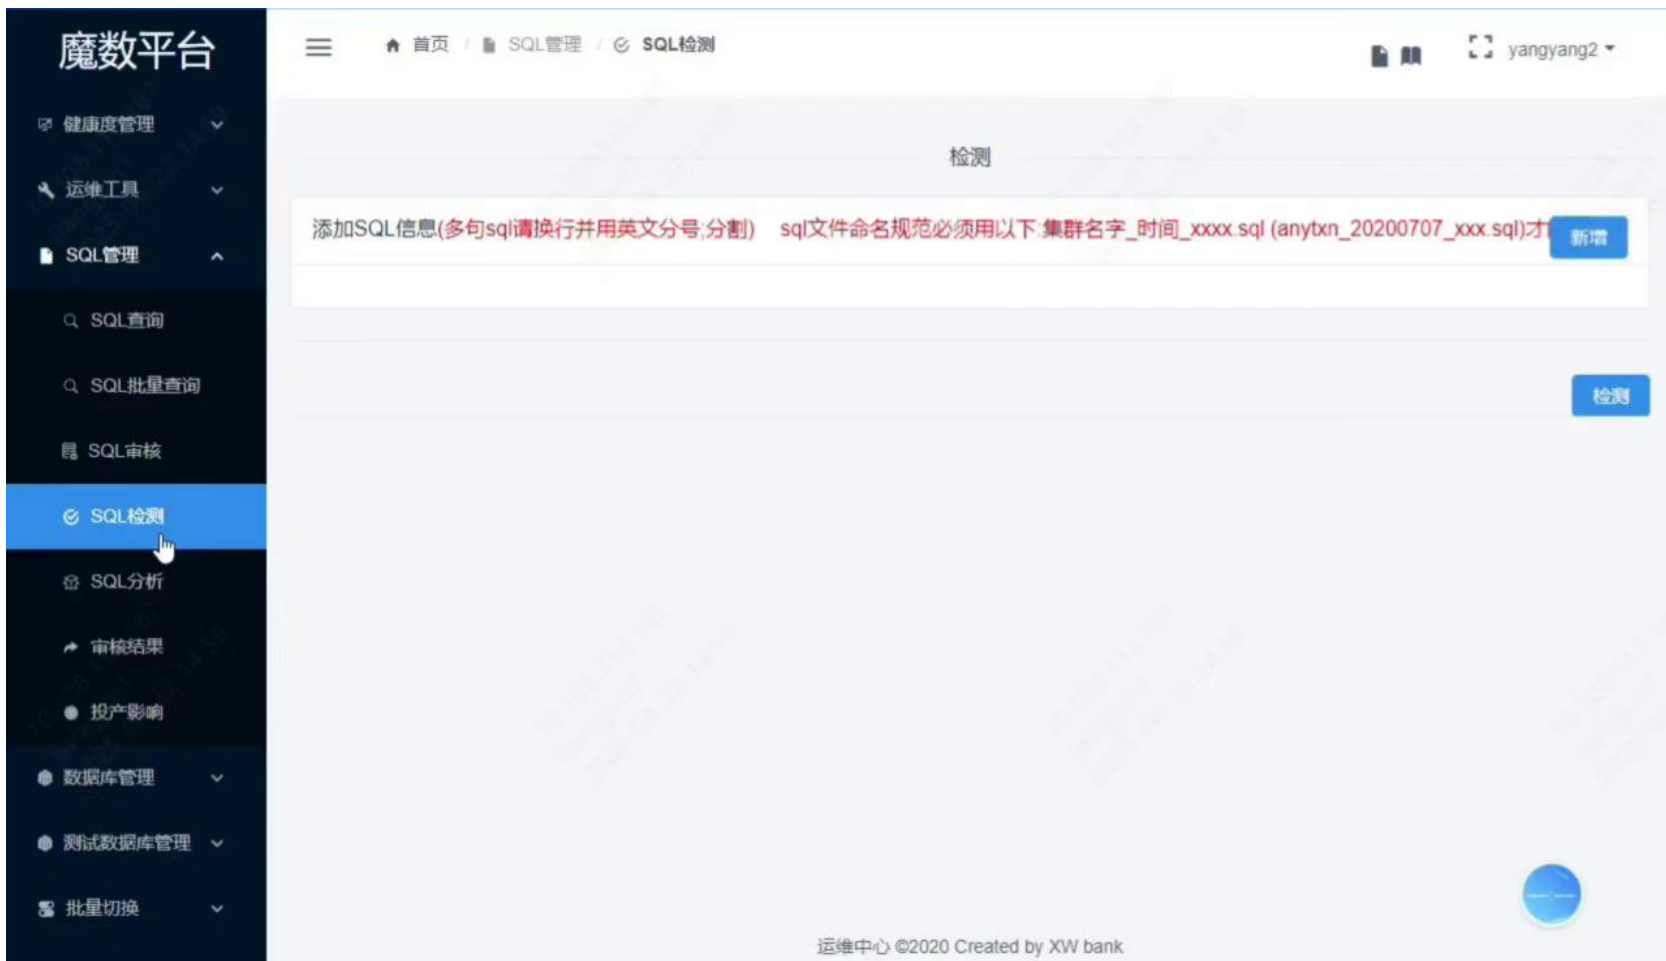 魔数平台
首页 / SQL管理 / SQL检测
yangyang2
健康度管理
运维工具
SQL管理
SQL查询
SQL批量查询
SQL审核
SQL检测
SQL分析
审核结果
投产影响
数据库管理
测试数据库管理
批量切换
检测
添加SQL信息(多句sql请换行并用英文分号;分割) sql文件命名规范必须用以下:集群名字_时间_xxxx.sql (anytxn_20200707_xxx.sql)才
新增
检测
运维中心 ©2020 Created by XW bank